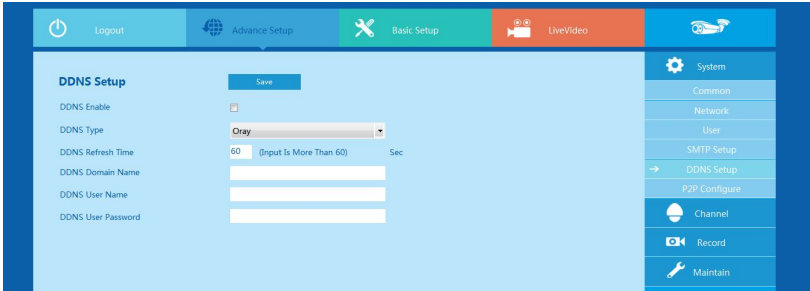 Logout Advance Setup Basic Setup LiveVideo
DDNS Setup Save
DDNS Enable
DDNS Type Oray
DDNS Refresh Time 60 (Input Is More Than 60) Sec
DDNS Domain Name
DDNS User Name
DDNS User Password
System
Common
Network
User
SMTP Setup
DDNS Setup
P2P Configure
Channel
Record
Maintain